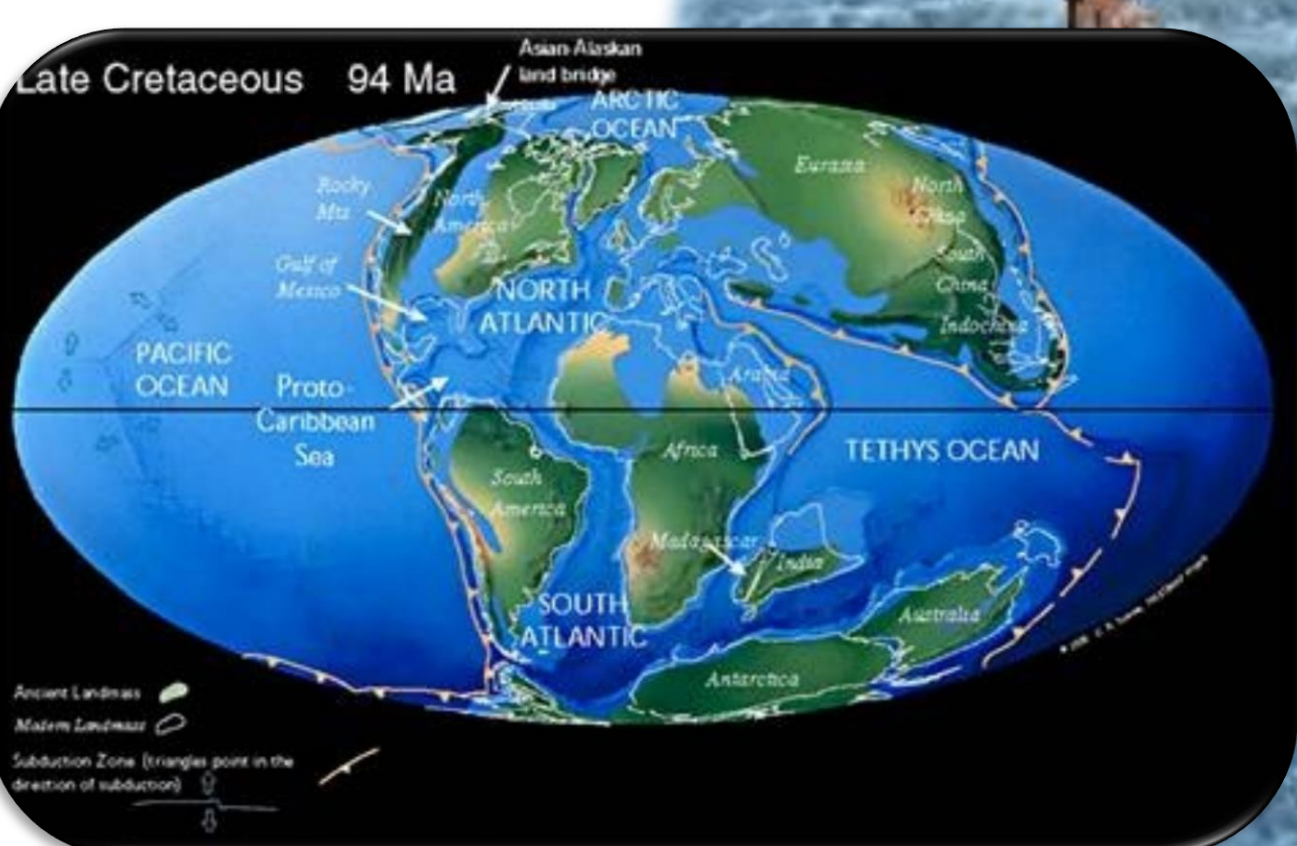 Late Cretaceous 94 Ma
Asian-Alaskan
land bridge
ARCTIC
OCEAN
Rocky
Mts
North
America
Eurasia
North
China
South
China
Indochina
Gulf of
Mexico
NORTH
ATLANTIC
PACIFIC
OCEAN
Proto-
Caribbean
Sea
Arabia
Africa
TETHYS OCEAN
South
America
Madagascar
India
SOUTH
ATLANTIC
Australia
Antarctica
Ancient Landmass
Modern Landmass
Subduction Zone (triangles point in the
direction of subduction)